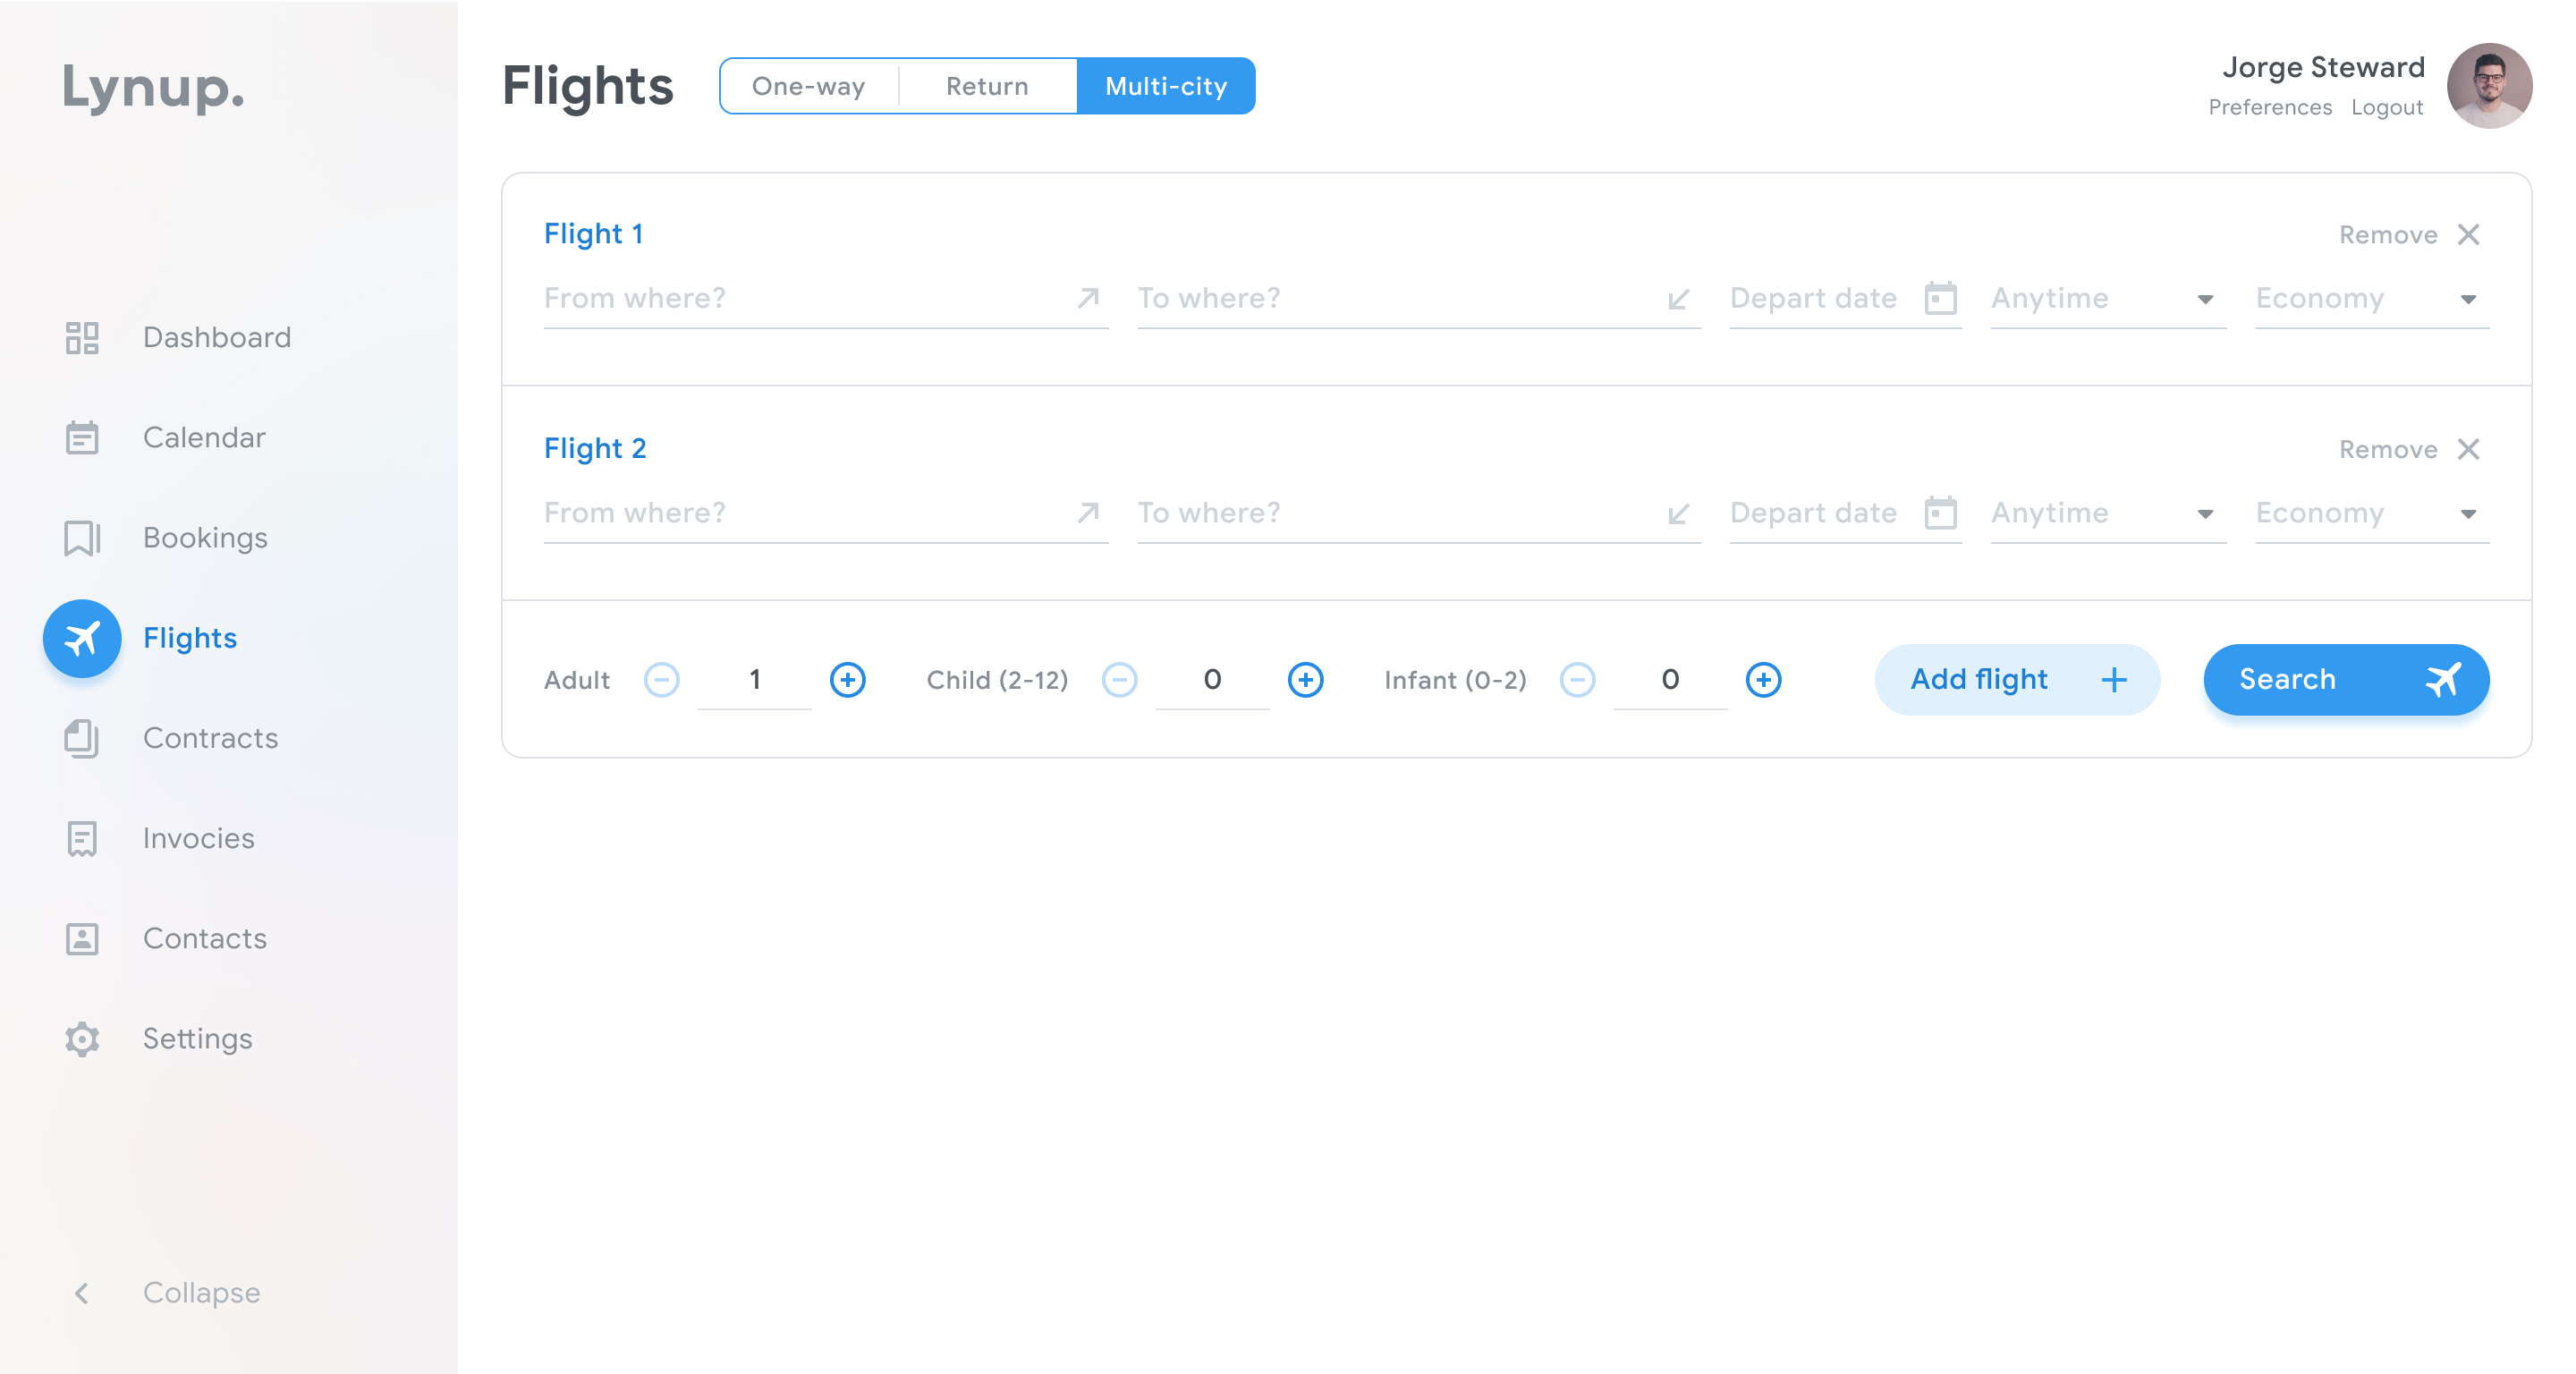 Lynup.
Dashboard
Calendar
Bookings
Flights
Contracts
Invocies
Contacts
Settings
Collapse
Flights
One-way
Return
Multi-city
Jorge Steward
Preferences Logout
Flight 1
Remove
From where?
To where?
Depart date
Anytime
Economy
Flight 2
Remove
From where?
To where?
Depart date
Anytime
Economy
Adult
1
Child (2-12)
0
Infant (0-2)
0
Add flight
Search